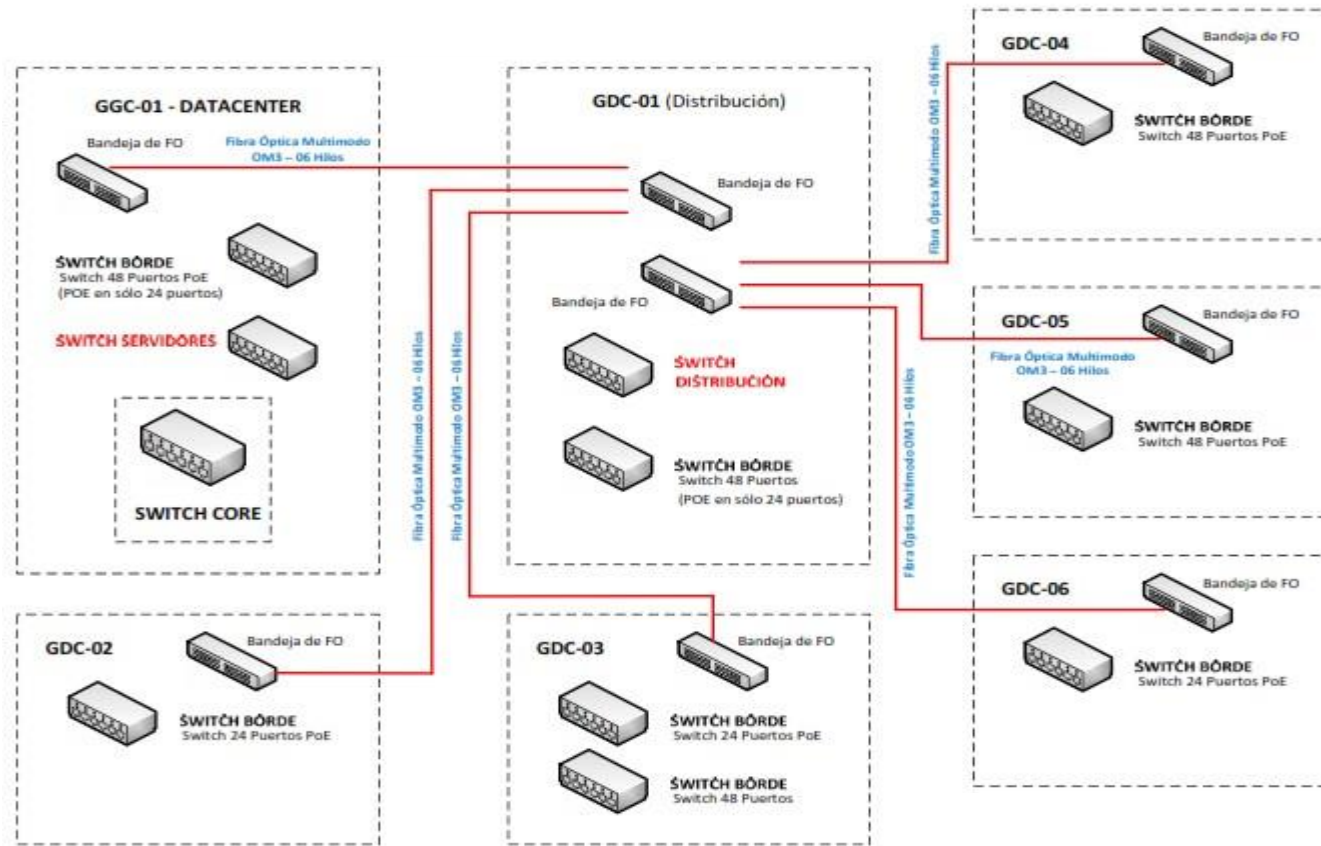 GGC-01 - DATACENTER
Bandeja de FO
Fibra Óptica Multimodo
OM3 – 06 Hilos
SWITCH BORDE
Switch 48 Puertos PoE
(POE en sólo 24 puertos)
SWITCH SERVIDORES
SWITCH CORE
GDC-01 (Distribución)
Bandeja de FO
Bandeja de FO
SWITCH
DISTRIBUCIÓN
SWITCH BORDE
Switch 48 Puertos
(POE en sólo 24 puertos)
Fibra Óptica Multimodo OM3 – 06 Hilos
Fibra Óptica Multimodo OM3 – 06 Hilos
Fibra Óptica Multimodo OM3 – 06 Hilos
Fibra Óptica Multimodo OM3 – 06 Hilos
GDC-04
Bandeja de FO
SWITCH BORDE
Switch 48 Puertos PoE
GDC-05
Bandeja de FO
Fibra Óptica Multimodo
OM3 – 06 Hilos
SWITCH BORDE
Switch 48 Puertos PoE
GDC-06
Bandeja de FO
SWITCH BORDE
Switch 24 Puertos PoE
GDC-02
Bandeja de FO
SWITCH BORDE
Switch 24 Puertos PoE
GDC-03
Bandeja de FO
SWITCH BORDE
Switch 24 Puertos PoE
SWITCH BORDE
Switch 48 Puertos